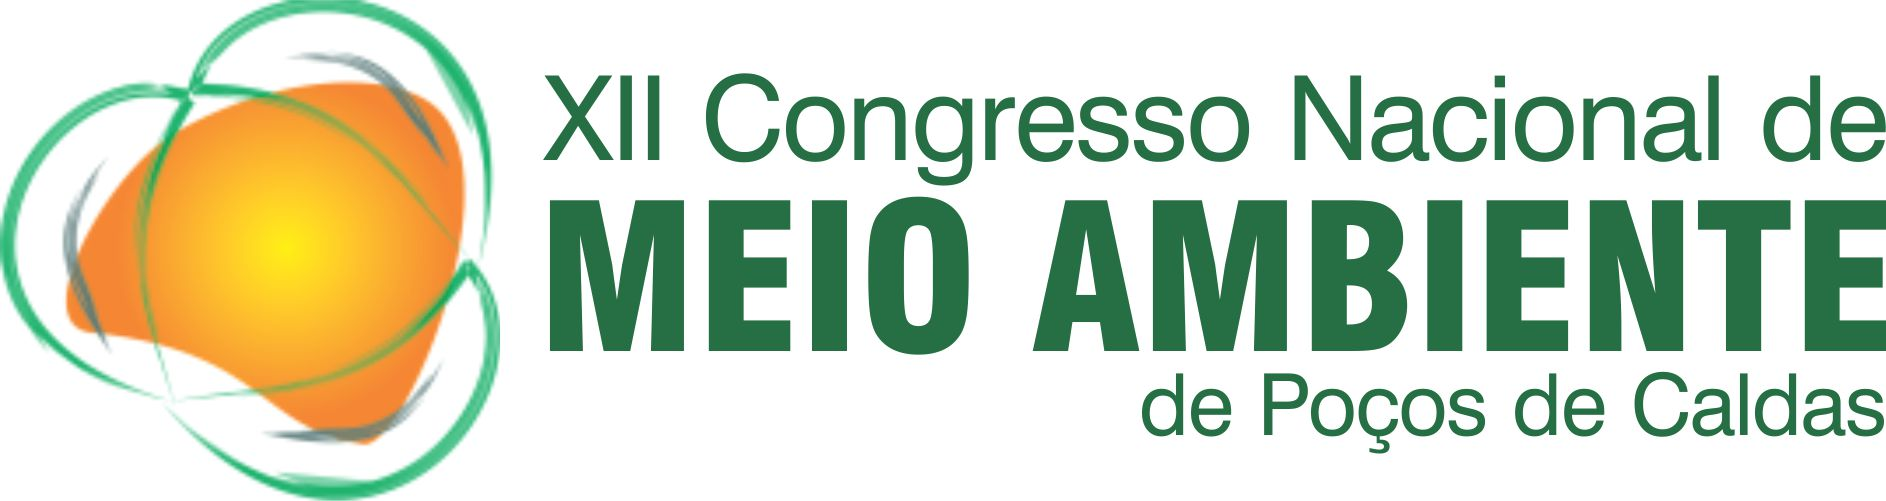 XII Congresso Nacional de
MEIO AMBIENTE
de Poços de Caldas